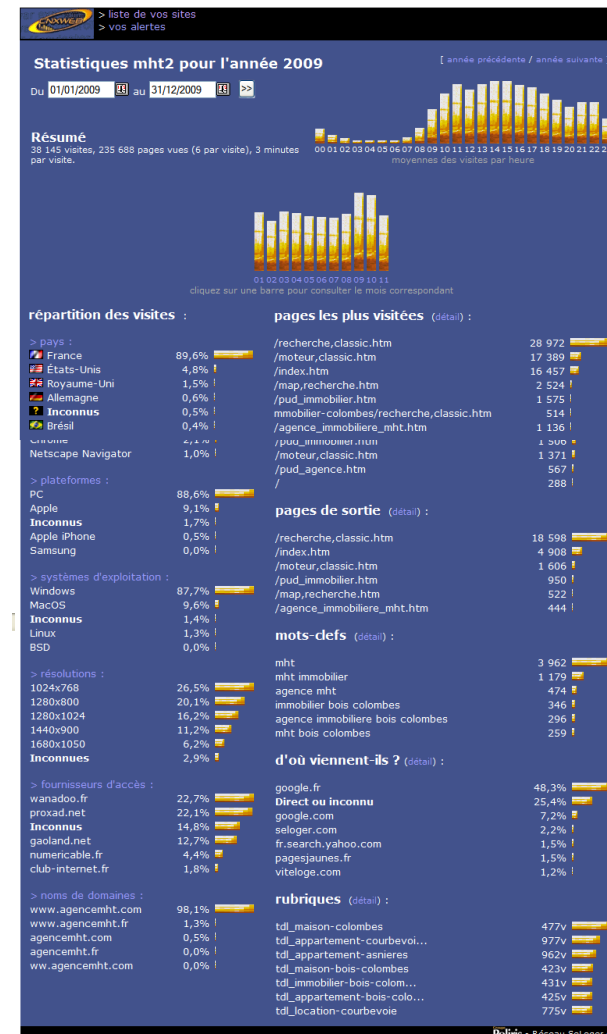 CNXWEB
> liste de vos sites
> vos alertes
Statistiques mht2 pour l'année 2009
[ année précédente / année suivante
Du 01/01/2009 au 31/12/2009 >>
Résumé
38 145 visites, 235 688 pages vues (6 par visite), 3 minutes
par visite.
00 01 02 03 04 05 06 07 08 09 10 11 12 13 14 15 16 17 18 19 20 21 22 2
moyennes des visites par heure
01 02 03 04 05 06 07 08 09 10 11
cliquez sur une barre pour consulter le mois correspondant
répartition des visites :
> pays :
France 89,6%
États-Unis 4,8%
Royaume-Uni 1,5%
Allemagne 0,6%
? Inconnus 0,5%
Brésil 0,4%
Chrome 2,1%
Netscape Navigator 1,0%
> plateformes :
PC 88,6%
Apple 9,1%
Inconnus 1,7%
Apple iPhone 0,5%
Samsung 0,0%
> systèmes d'exploitation :
Windows 87,7%
MacOS 9,6%
Inconnus 1,4%
Linux 1,3%
BSD 0,0%
> résolutions :
1024x768 26,5%
1280x800 20,1%
1280x1024 16,2%
1440x900 11,2%
1680x1050 6,2%
Inconnues 2,9%
> fournisseurs d'accès :
wanadoo.fr 22,7%
proxad.net 22,1%
Inconnus 14,8%
gaoland.net 12,7%
numericable.fr 4,4%
club-internet.fr 1,8%
> noms de domaines :
www.agencemht.com 98,1%
www.agencemht.fr 1,3%
agencemht.com 0,5%
agencemht.fr 0,0%
ww.agencemht.com 0,0%
pages les plus visitées (détail) :
/recherche,classic.htm 28 972
/moteur,classic.htm 17 389
/index.htm 16 457
/map,recherche.htm 2 524
/pud_immobilier.htm 1 575
mmobilier-colombes/recherche,classic.htm 514
/agence_immobiliere_mht.htm 1 136
/pud_immobilier.htm 1 506
/moteur,classic.htm 1 371
/pud_agence.htm 567
/ 288
pages de sortie (détail) :
/recherche,classic.htm 18 598
/index.htm 4 908
/moteur,classic.htm 1 606
/pud_immobilier.htm 950
/map,recherche.htm 522
/agence_immobiliere_mht.htm 444
mots-clefs (détail) :
mht 3 962
mht immobilier 1 179
agence mht 474
immobilier bois colombes 346
agence immobiliere bois colombes 296
mht bois colombes 259
d'où viennent-ils ? (détail) :
google.fr 48,3%
Direct ou inconnu 25,4%
google.com 7,2%
seloger.com 2,2%
fr.search.yahoo.com 1,5%
pagesjaunes.fr 1,5%
viteloge.com 1,2%
rubriques (détail) :
tdl_maison-colombes 477v
tdl_appartement-courbevoi... 977v
tdl_appartement-asnieres 962v
tdl_maison-bois-colombes 423v
tdl_immobilier-bois-colom... 431v
tdl_appartement-bois-colo... 425v
tdl_location-courbevoie 775v
Poliris - Réseau SeLoger